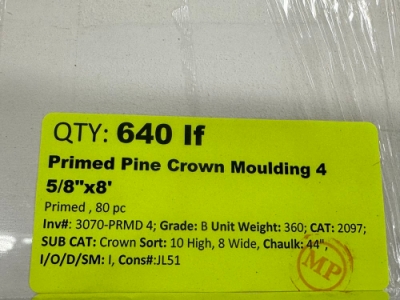 QTY: 640 lf
Primed Pine Crown Moulding 4
5/8"x8'
Primed , 80 pc
Inv#: 3070-PRMD 4; Grade: B Unit Weight: 360; CAT: 2097;
SUB CAT: Crown Sort: 10 High, 8 Wide, Chaulk: 44",
I/O/D/SM: I, Cons#:JL51
MP